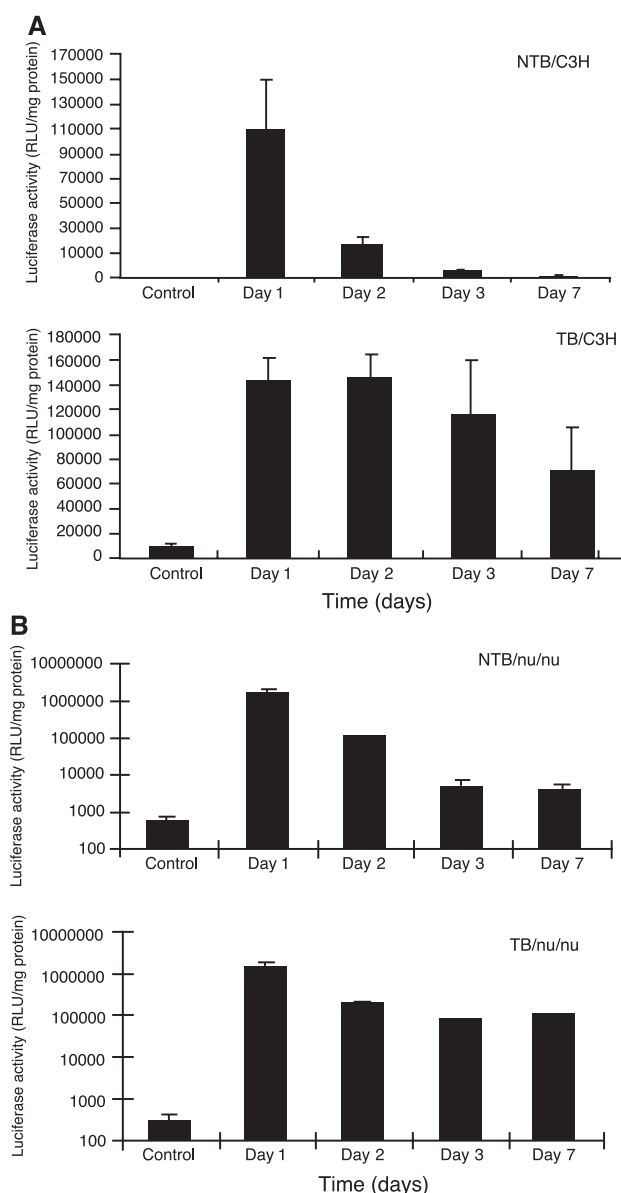 A
NTB/C3H
Luciferase activity (RLU/mg protein)
170000
150000
130000
110000
90000
70000
50000
30000
10000
0
Control Day 1 Day 2 Day 3 Day 7
TB/C3H
Luciferase activity (RLU/mg protein)
180000
160000
140000
120000
100000
80000
60000
40000
20000
0
Control Day 1 Day 2 Day 3 Day 7
Time (days)
B
NTB/nu/nu
Luciferase activity (RLU/mg protein)
10000000
1000000
100000
10000
1000
100
Control Day 1 Day 2 Day 3 Day 7
TB/nu/nu
Luciferase activity (RLU/mg protein)
10000000
1000000
100000
10000
1000
100
Control Day 1 Day 2 Day 3 Day 7
Time (days)